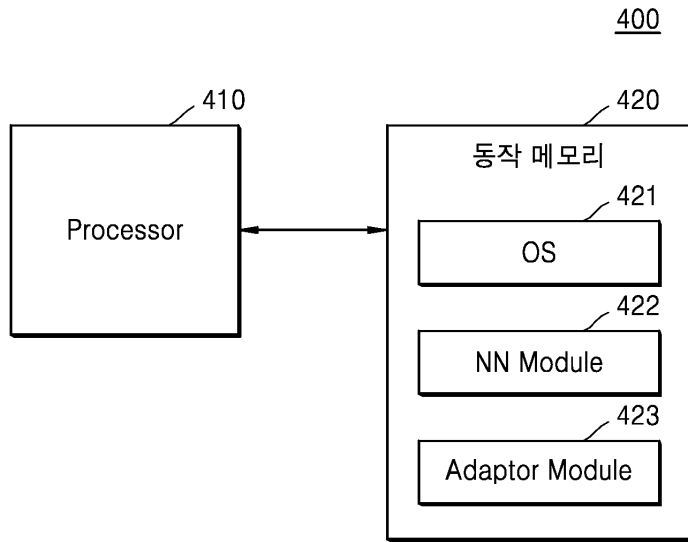 400
410
420
Processor
동작 메모리
421
OS
422
NN Module
423
Adaptor Module